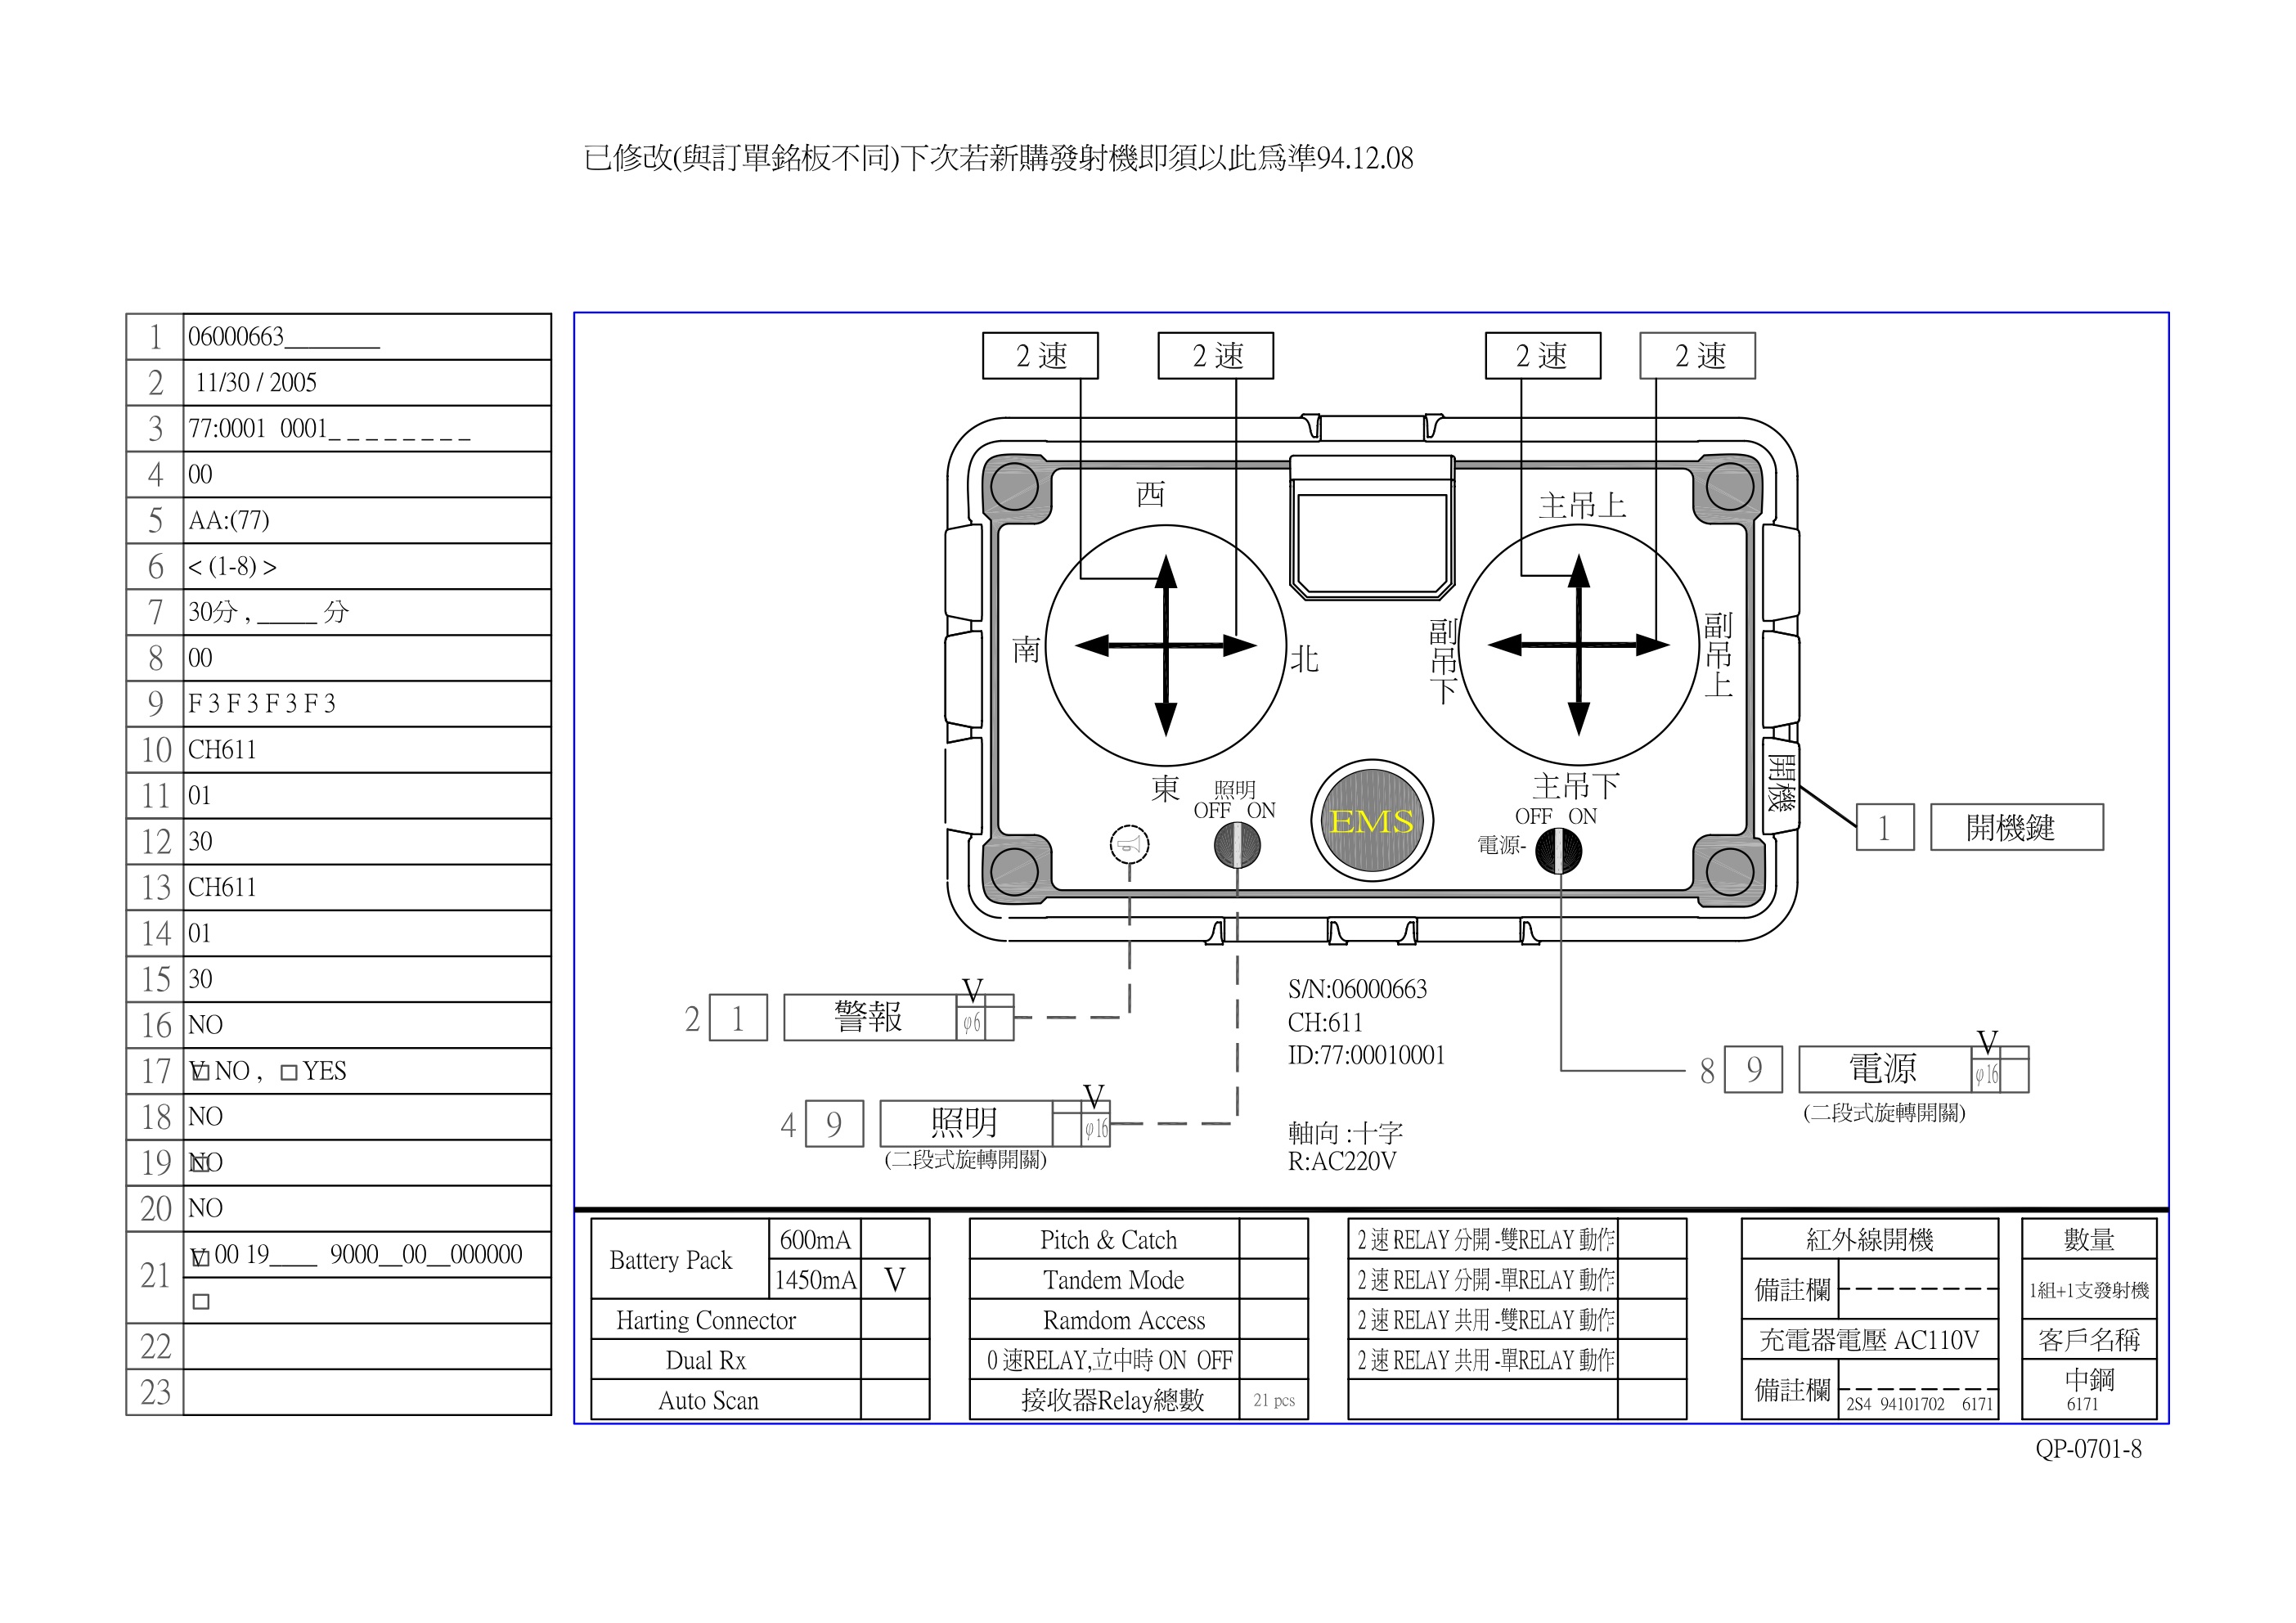 已修改(與訂單銘板不同)下次若新購發射機即須以此為準94.12.08
1 06000663________
2 11/30 / 2005
3 77:0001 0001_ _ _ _ _ _ _ _
4 00
5 AA:(77)
6 < (1-8) >
7 30分 , _____ 分
8 00
9 F 3 F 3 F 3 F 3
10 CH611
11 01
12 30
13 CH611
14 01
15 30
16 NO
17 V□ NO , □ YES
18 NO
19 NO
20 NO
21 V□ 00 19____ 9000__00__000000
□
22
23
2 速
2 速
2 速
2 速
西
南
北
東
主吊上
副吊下
副吊上
主吊下
照明
OFF ON
EMS
OFF ON
電源-
開機
1 開機鍵
2 1 警報 V φ6
4 9 照明 V φ16
(二段式旋轉開關)
S/N:06000663
CH:611
ID:77:00010001
軸向 :十字
R:AC220V
8 9 電源 V φ16
(二段式旋轉開關)
Battery Pack 600mA
1450mA V
Harting Connector
Dual Rx
Auto Scan
Pitch & Catch
Tandem Mode
Ramdom Access
0 速RELAY,立中時 ON OFF
接收器Relay總數 21 pcs
2 速 RELAY 分開 -雙RELAY 動作
2 速 RELAY 分開 -單RELAY 動作
2 速 RELAY 共用 -雙RELAY 動作
2 速 RELAY 共用 -單RELAY 動作
紅外線開機
備註欄
充電器電壓 AC110V
備註欄 2S4 94101702 6171
數量
1組+1支發射機
客戶名稱
中鋼
6171
QP-0701-8